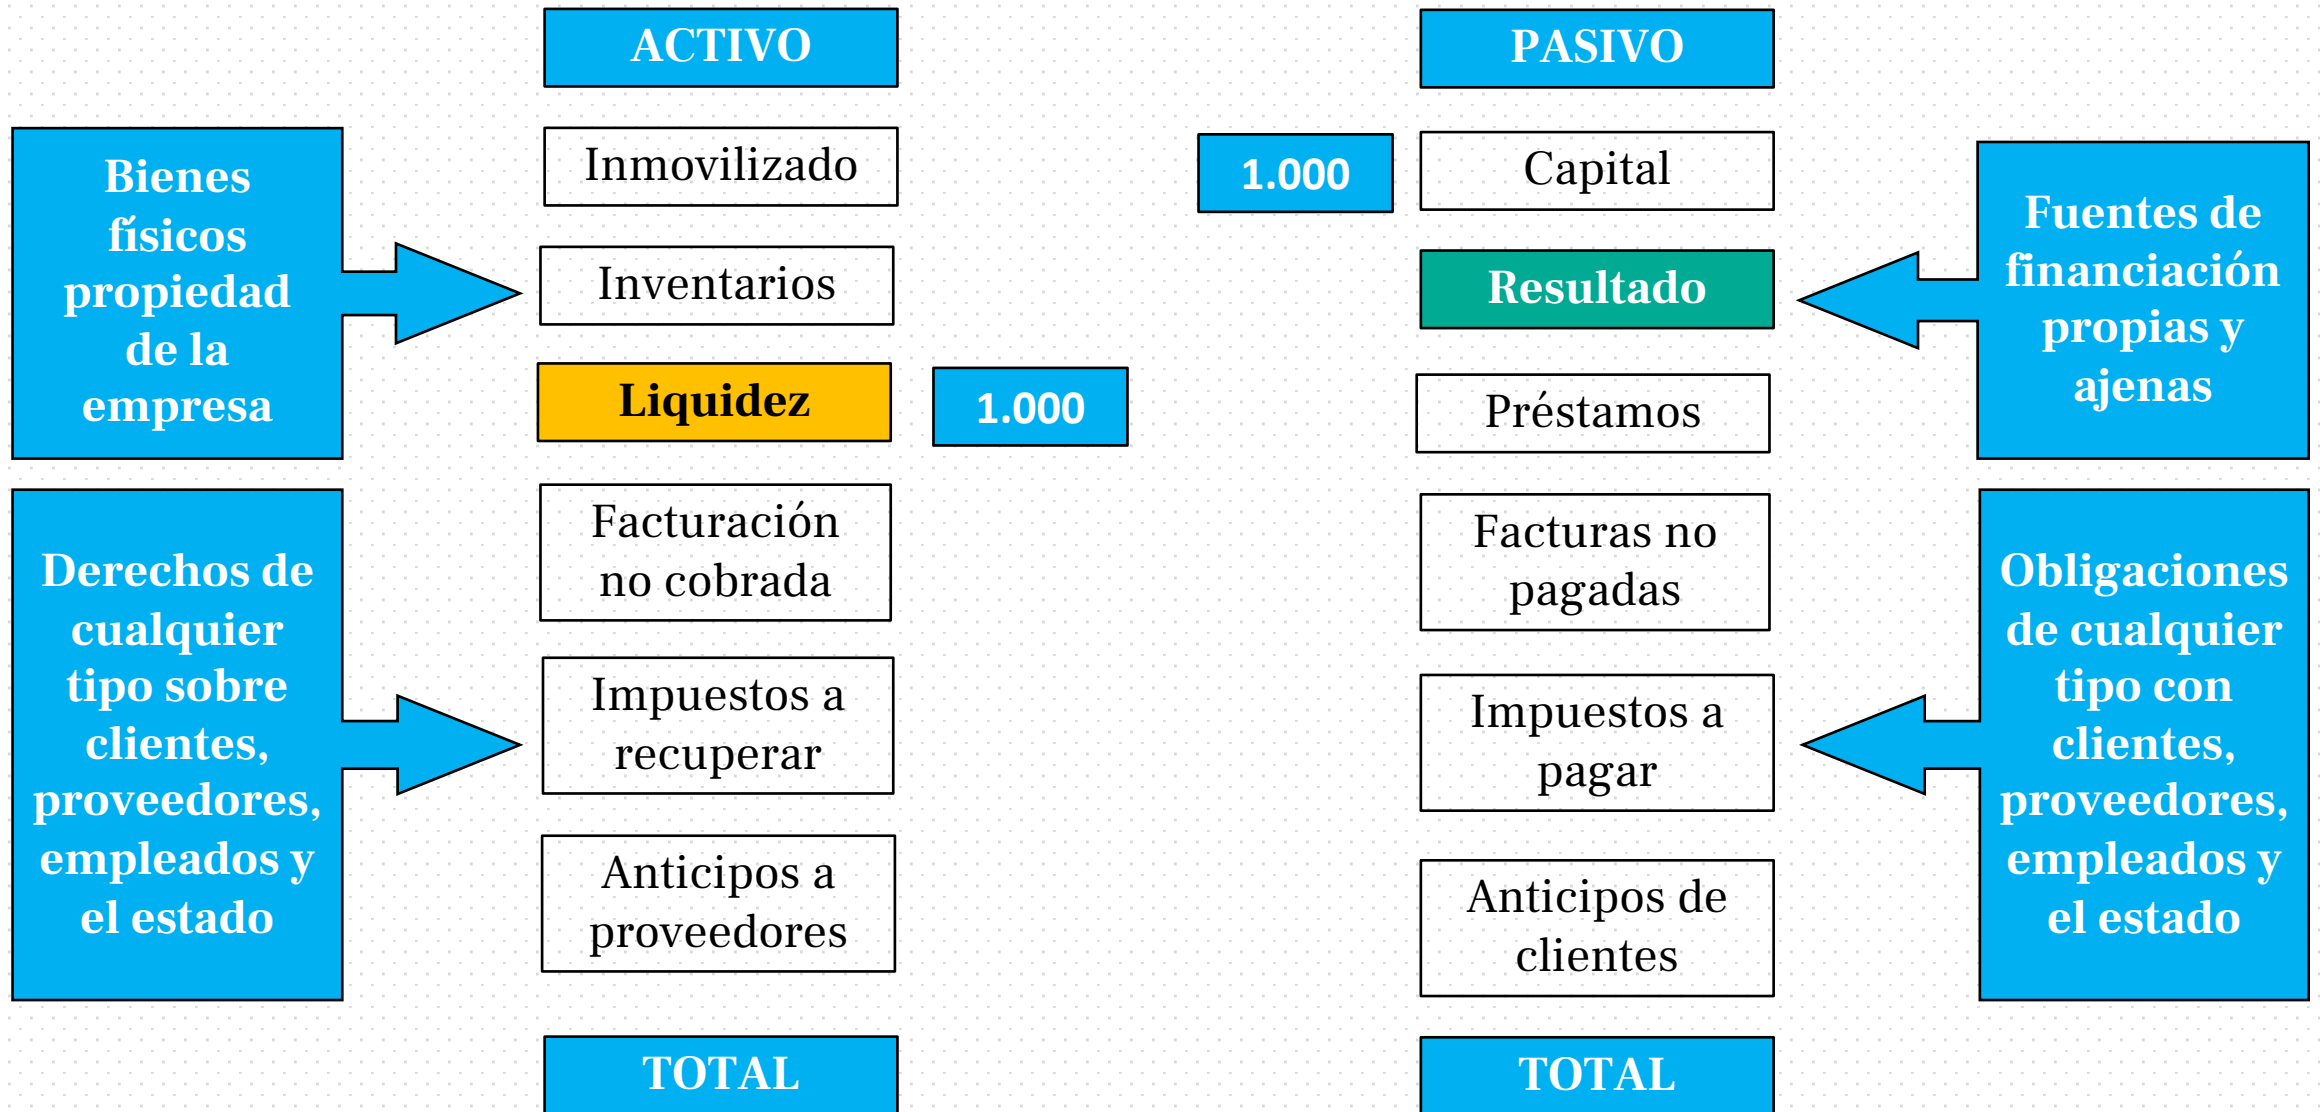 ACTIVO
PASIVO
Bienes
físicos
propiedad
de la
empresa
Inmovilizado
1.000
Capital
Fuentes de
financiación
propias y
ajenas
Inventarios
Resultado
Liquidez
1.000
Préstamos
Derechos de
cualquier
tipo sobre
clientes,
proveedores,
empleados y
el estado
Facturación
no cobrada
Facturas no
pagadas
Obligaciones
de cualquier
tipo con
clientes,
proveedores,
empleados y
el estado
Impuestos a
recuperar
Impuestos a
pagar
Anticipos a
proveedores
Anticipos de
clientes
TOTAL
TOTAL